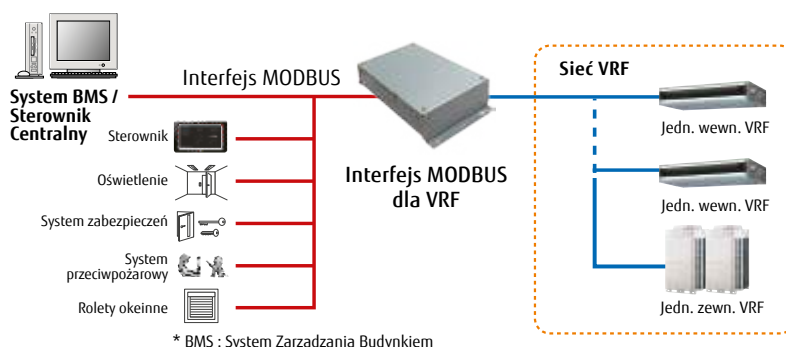 Interfejs MODBUS
System BMS /
Sterownik
Centralny
Sterownik
Oświetlenie
System zabezpieczeń
System
przeciwpożarowy
Rolety okeinne
Interfejs MODBUS
dla VRF
Sieć VRF
Jedn. wewn. VRF
Jedn. wewn. VRF
Jedn. zewn. VRF
* BMS : System Zarzadzania Budynkiem